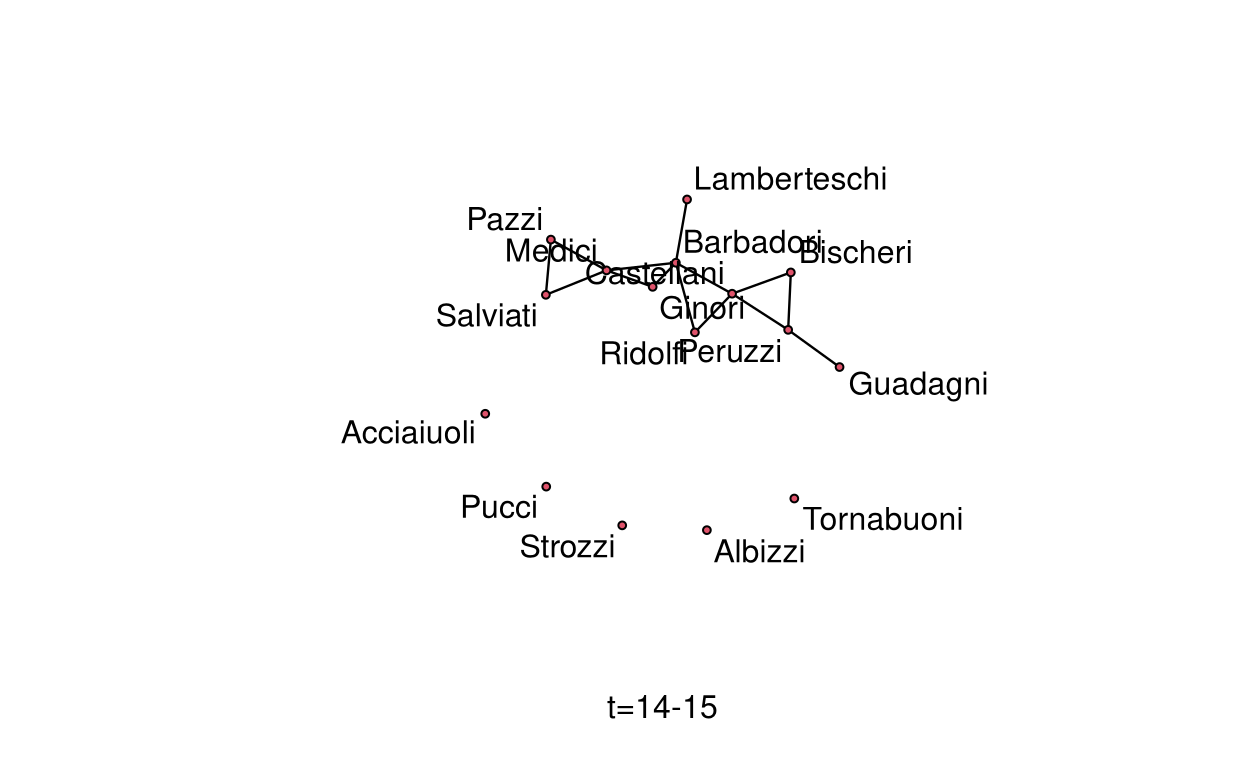 Lamberteschi
Pazzi
Medici
Barbadori
Bischeri
Castellani
Ginori
Salviati
Ridolfi
Peruzzi
Guadagni
Acciaiuoli
Pucci
Tornabuoni
Strozzi
Albizzi
t=14-15